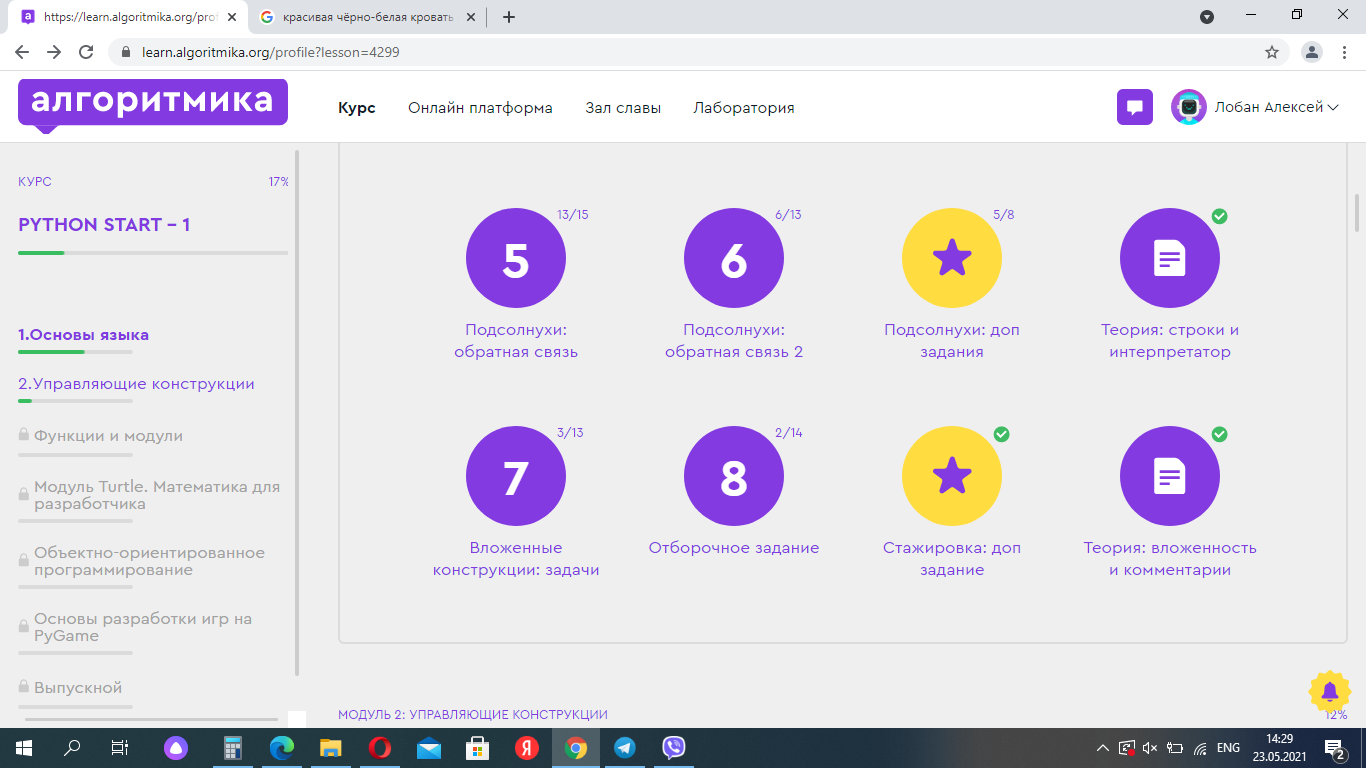 https://learn.algoritmika.org/prof
красивая чёрно-белая кровать
learn.algoritmika.org/profile?lesson=4299
алгоритмика
Курс
Онлайн платформа
Зал славы
Лаборатория
Лобан Алексей
КУРС
17%
PYTHON START - 1
1.Основы языка
2.Управляющие конструкции
Функции и модули
Модуль Turtle. Математика для
разработчика
Объектно-ориентированное
программирование
Основы разработки игр на
PyGame
Выпускной
13/15
5
Подсолнухи:
обратная связь
6/13
6
Подсолнухи:
обратная связь 2
5/8
Подсолнухи: доп
задания
Теория: строки и
интерпретатор
3/13
7
Вложенные
конструкции: задачи
2/14
8
Отборочное задание
Стажировка: доп
задание
Теория: вложенность
и комментарии
МОДУЛЬ 2: УПРАВЛЯЮЩИЕ КОНСТРУКЦИИ
12%
ENG
14:29
23.05.2021
2